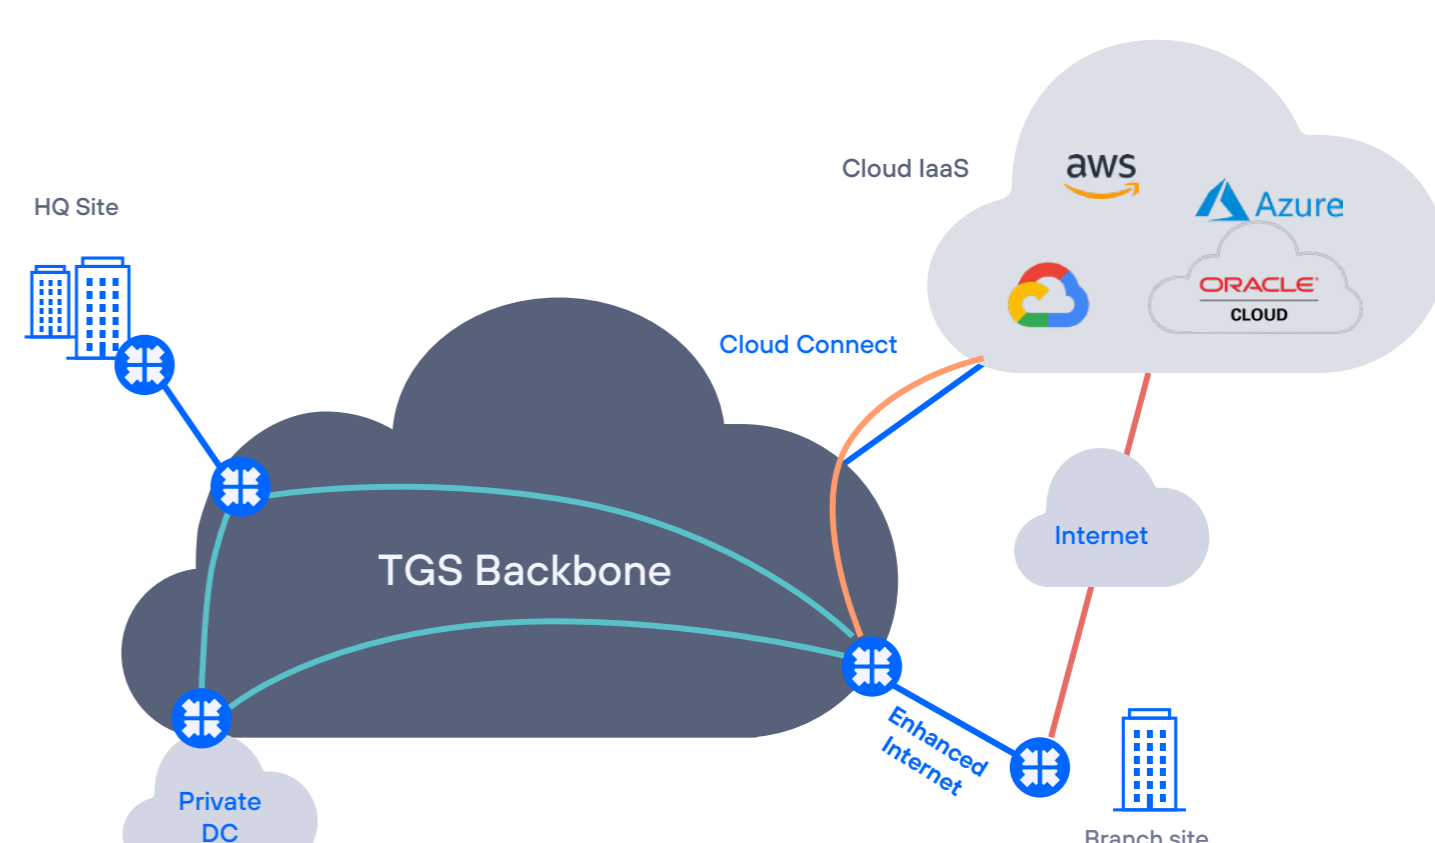 Cloud IaaS
aws
Azure
HQ Site
ORACLE
CLOUD
Cloud Connect
Internet
TGS Backbone
Enhanced
Internet
Private
DC
Branch site